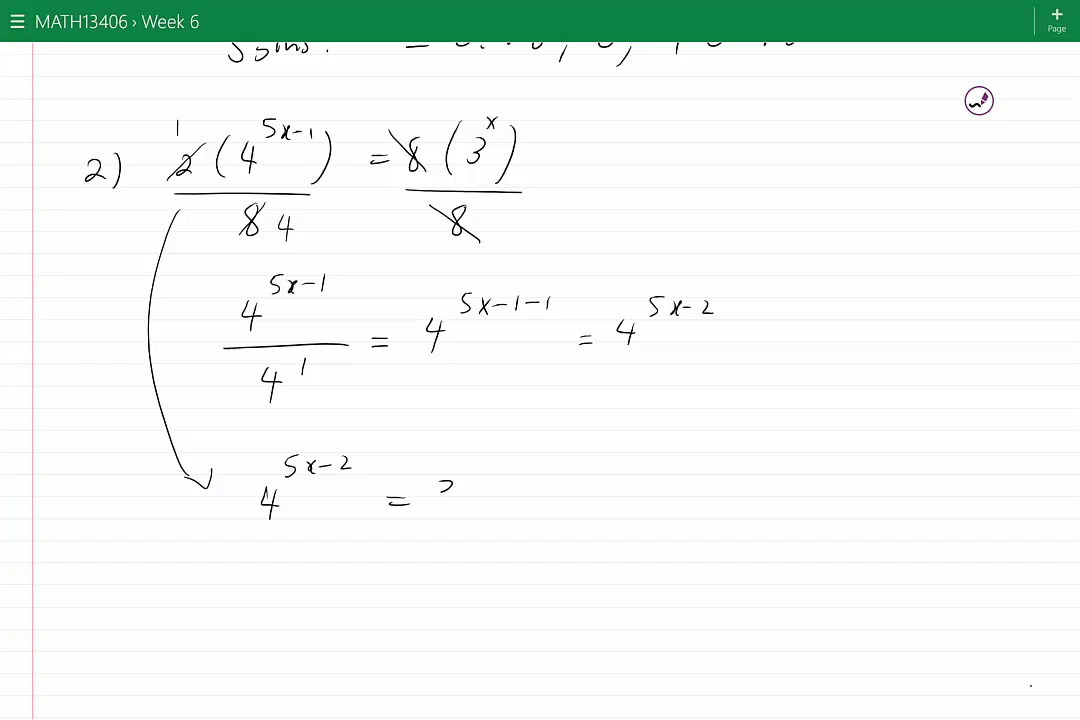 MATH13406 › Week 6
Page
2) 2 (4^{5x-1}) / 8 = 8 (3^x) / 8
1
4
4^{5x-1} / 4^1 = 4^{5x-1-1} = 4^{5x-2}
4^{5x-2} =